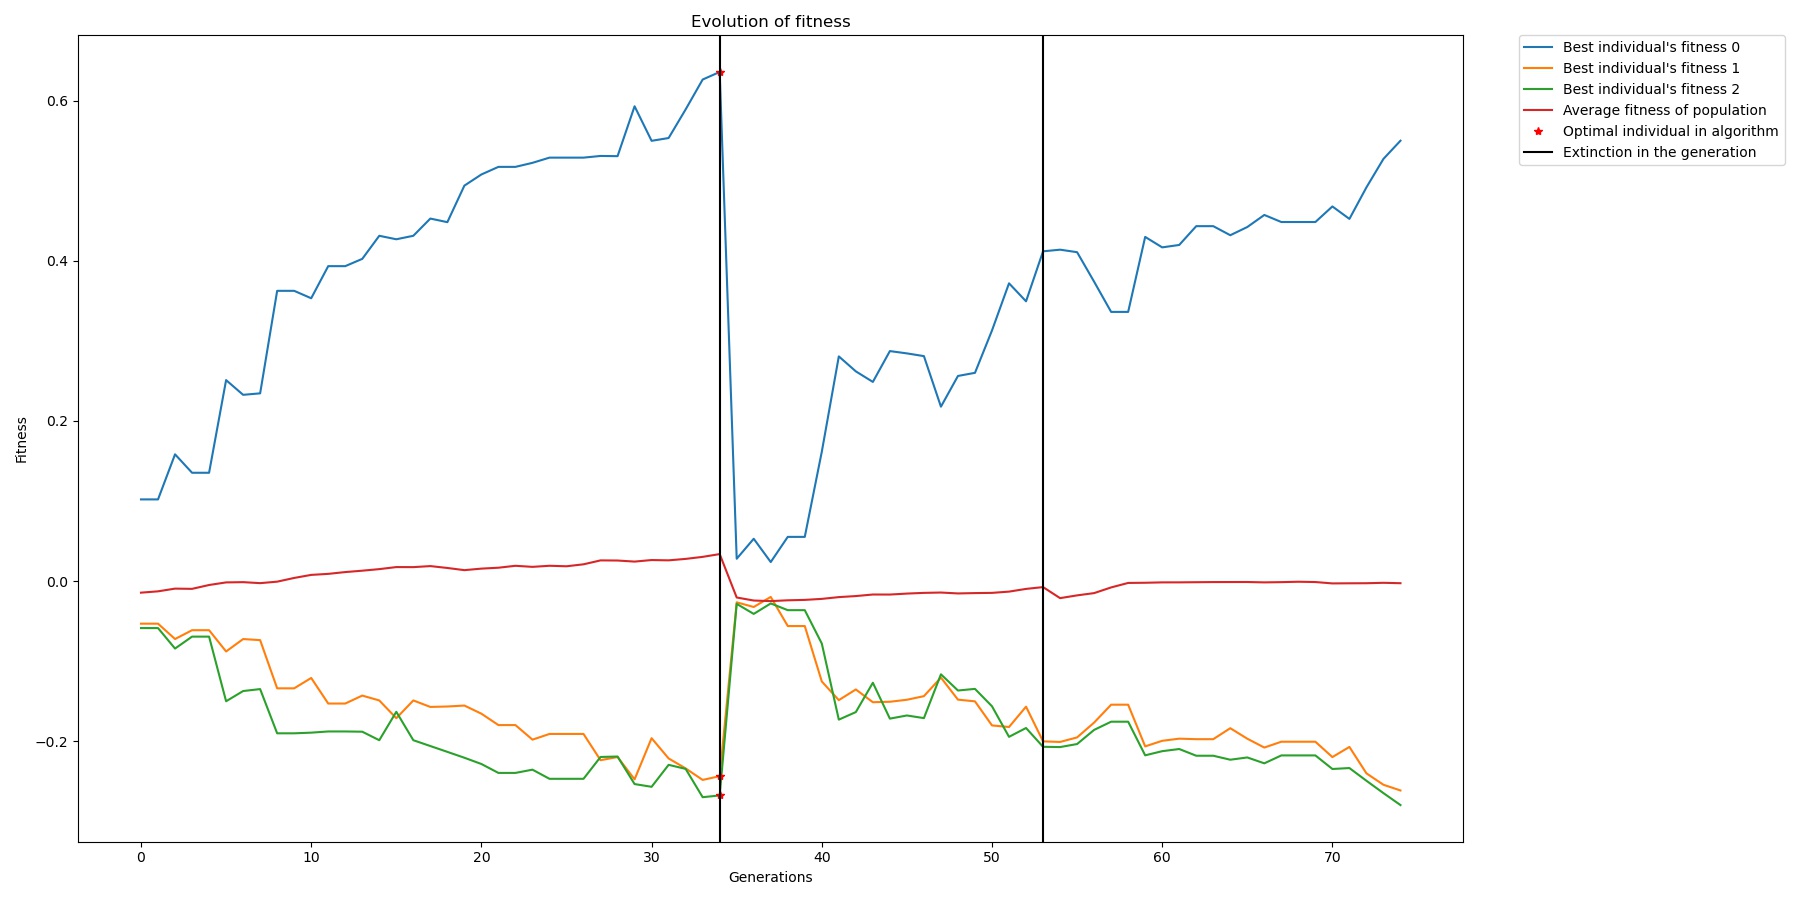 Evolution of fitness
Best individual's fitness 0
Best individual's fitness 1
Best individual's fitness 2
Average fitness of population
Optimal individual in algorithm
Extinction in the generation
Fitness
0.6
0.4
0.2
0.0
−0.2
0 10 20 30 40 50 60 70
Generations